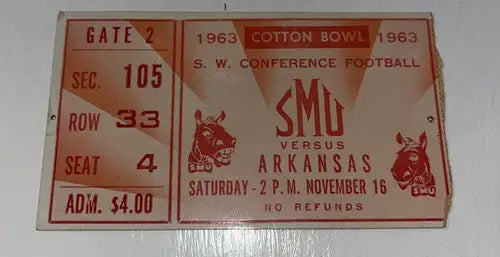 GATE 2
SEC. 105
ROW 33
SEAT 4
ADM. $4.00
1963 COTTON BOWL 1963
S. W. CONFERENCE FOOTBALL
SMU
VERSUS
ARKANSAS
SATURDAY - 2 P. M. NOVEMBER 16
NO REFUNDS
SMU
SMU